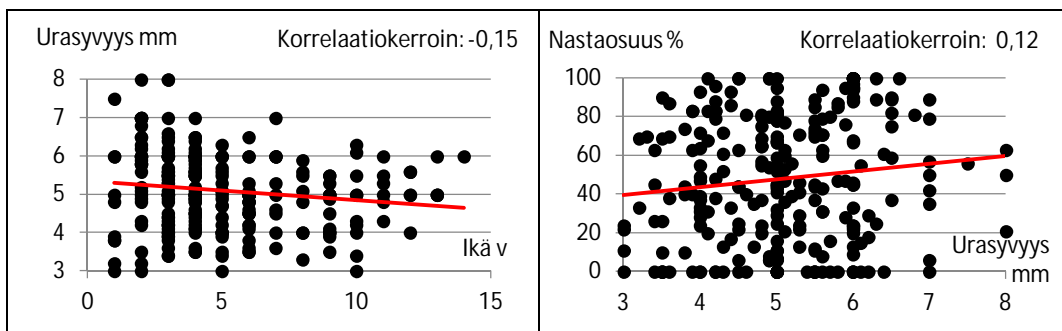 Urasyvyys mm Korrelaatiokerroin: -0,15
8
7
6
5
4
3
Ikä v
0 5 10 15
Nastaosuus % Korrelaatiokerroin: 0,12
100
80
60
40
20
0
Urasyvyys
mm
3 4 5 6 7 8